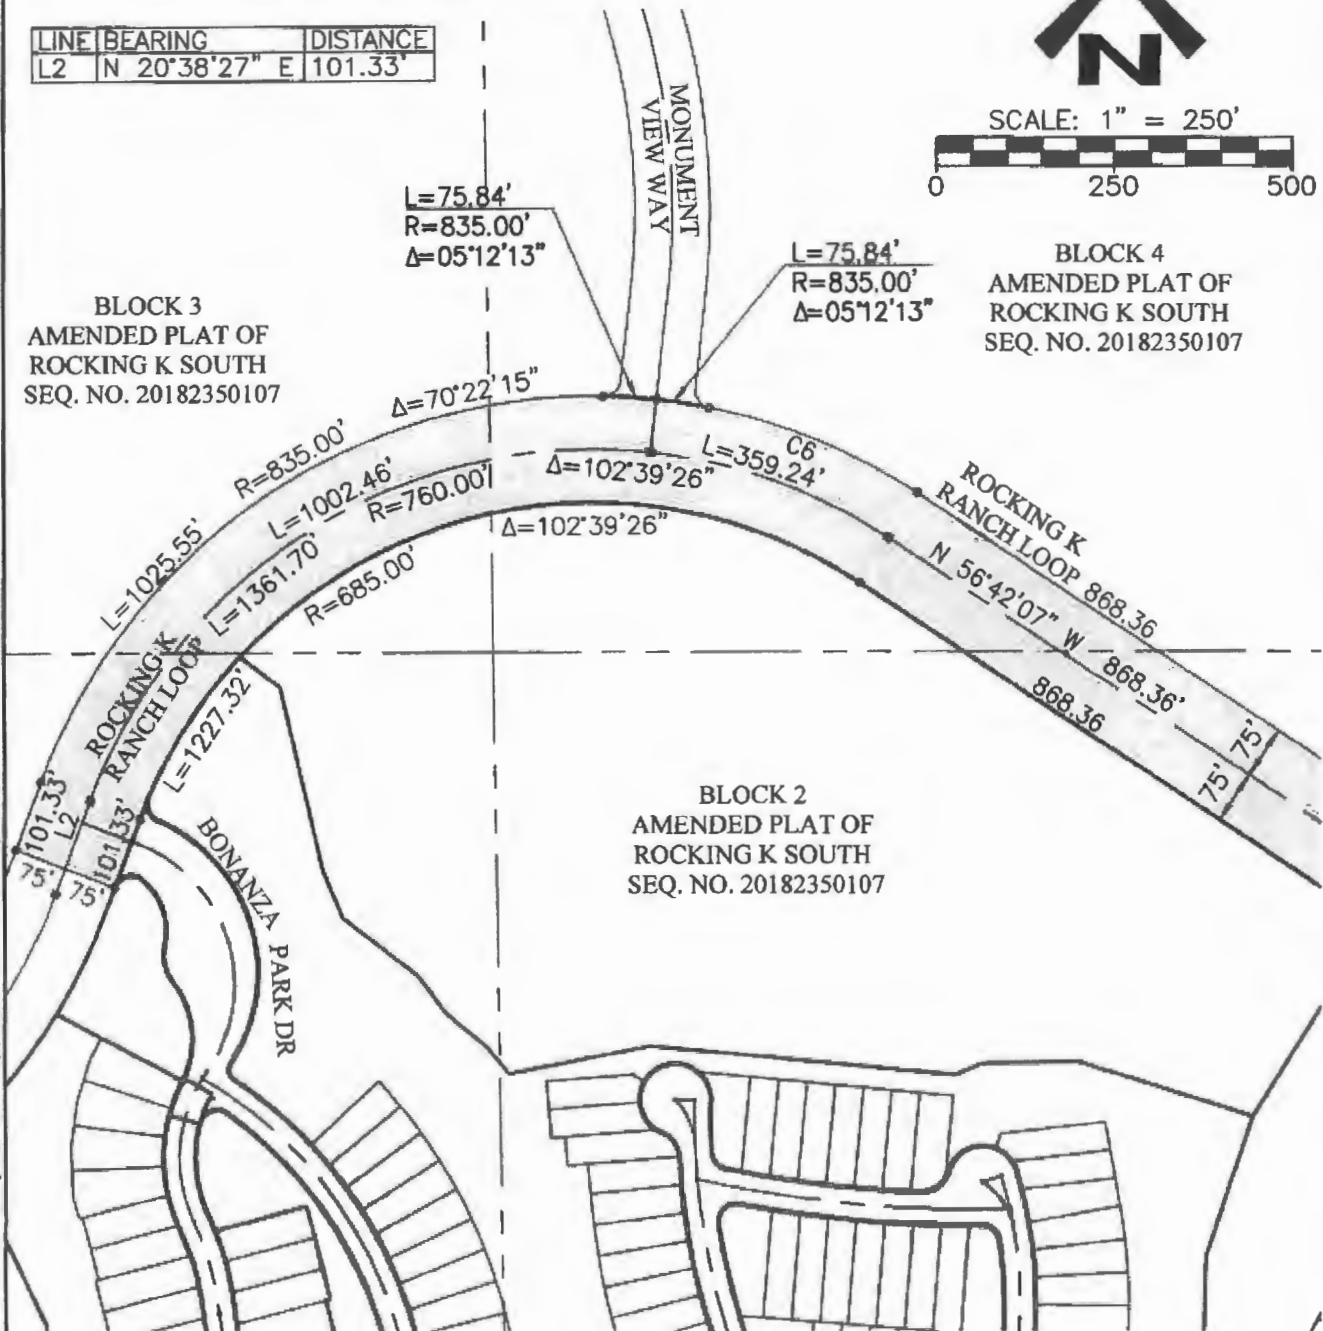 LINE BEARING DISTANCE
L2 N 20°38'27" E 101.33'
N
SCALE: 1" = 250'
0 250 500
MONUMENT
VIEW WAY
L=75.84'
R=835.00'
Δ=05°12'13"
L=75.84'
R=835.00'
Δ=05°12'13"
BLOCK 4
AMENDED PLAT OF
ROCKING K SOUTH
SEQ. NO. 20182350107
BLOCK 3
AMENDED PLAT OF
ROCKING K SOUTH
SEQ. NO. 20182350107
Δ=70°22'15"
R=835.00'
L=1025.55'
L=1002.46'
R=760.00'
L=1361.70'
Δ=102°39'26"
L=359.24'
C6
R=685.00'
Δ=102°39'26"
ROCKING K
RANCH LOOP
868.36
N 56°42'07" W 868.36'
868.36
75'
75'
ROCKING K
RANCH LOOP
L=1227.32'
101.33'
L2
101.33'
75'
75'
BONANZA PARK DR
BLOCK 2
AMENDED PLAT OF
ROCKING K SOUTH
SEQ. NO. 20182350107